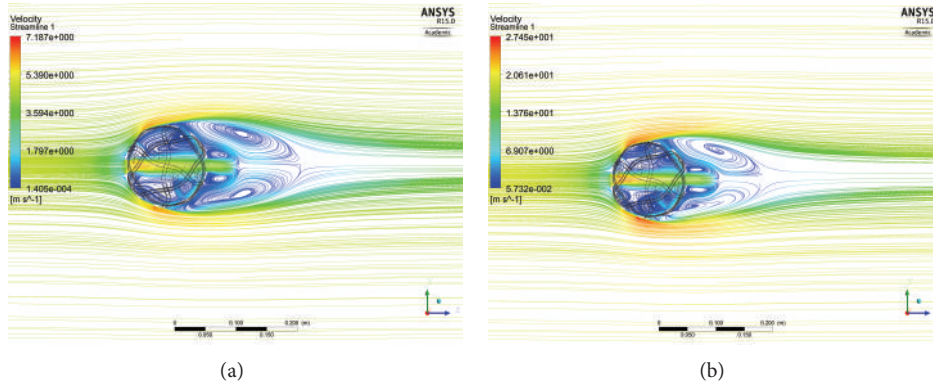 Velocity
Streamline 1
7.187e+000
5.390e+000
3.594e+000
1.797e+000
1.405e-004
[m s^-1]
ANSYS
R15.0
Academic
0 0.100 0.200 (m)
0.050 0.150
Z
(a)
Velocity
Streamline 1
2.745e+001
2.061e+001
1.376e+001
6.907e+000
5.732e-002
[m s^-1]
ANSYS
R15.0
Academic
0 0.100 0.200 (m)
0.050 0.150
(b)